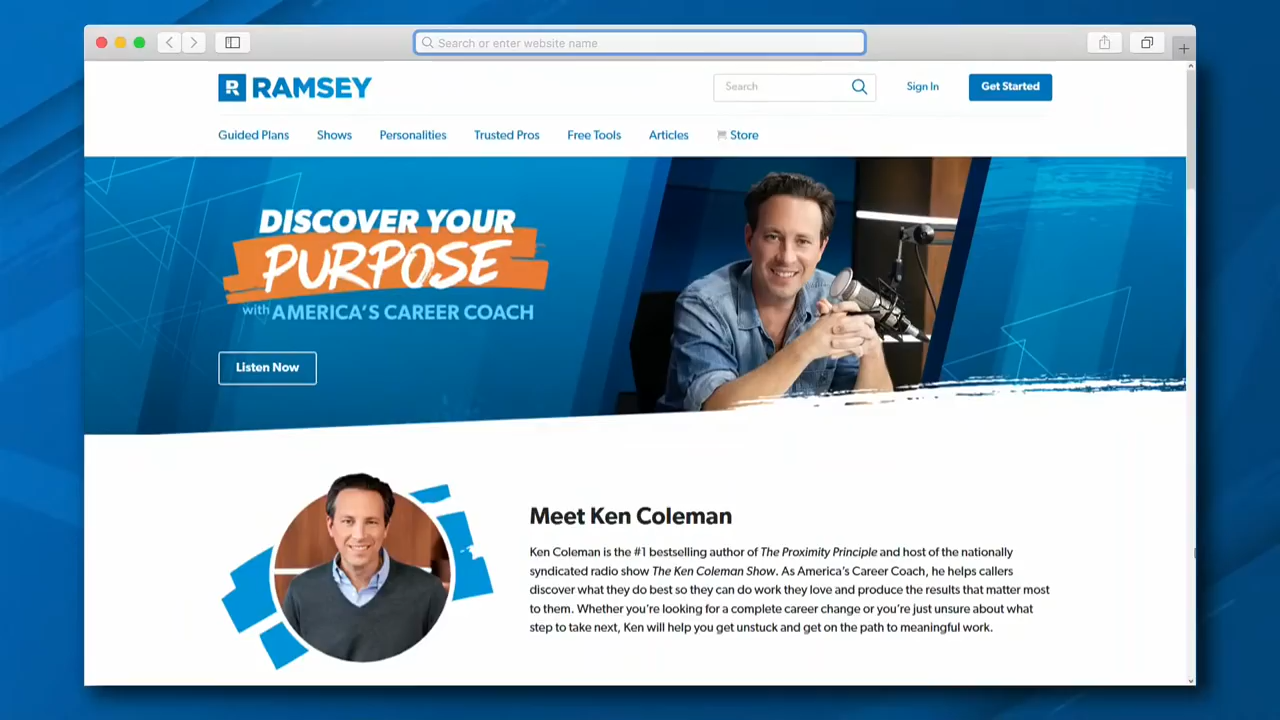 Search or enter website name
RAMSEY
Search
Sign In
Get Started
Guided Plans
Shows
Personalities
Trusted Pros
Free Tools
Articles
Store
DISCOVER YOUR
PURPOSE
with AMERICA'S CAREER COACH
Listen Now
Meet Ken Coleman
Ken Coleman is the #1 bestselling author of The Proximity Principle and host of the nationally
syndicated radio show The Ken Coleman Show. As America's Career Coach, he helps callers
discover what they do best so they can do work they love and produce the results that matter most
to them. Whether you're looking for a complete career change or you're just unsure about what
step to take next, Ken will help you get unstuck and get on the path to meaningful work.